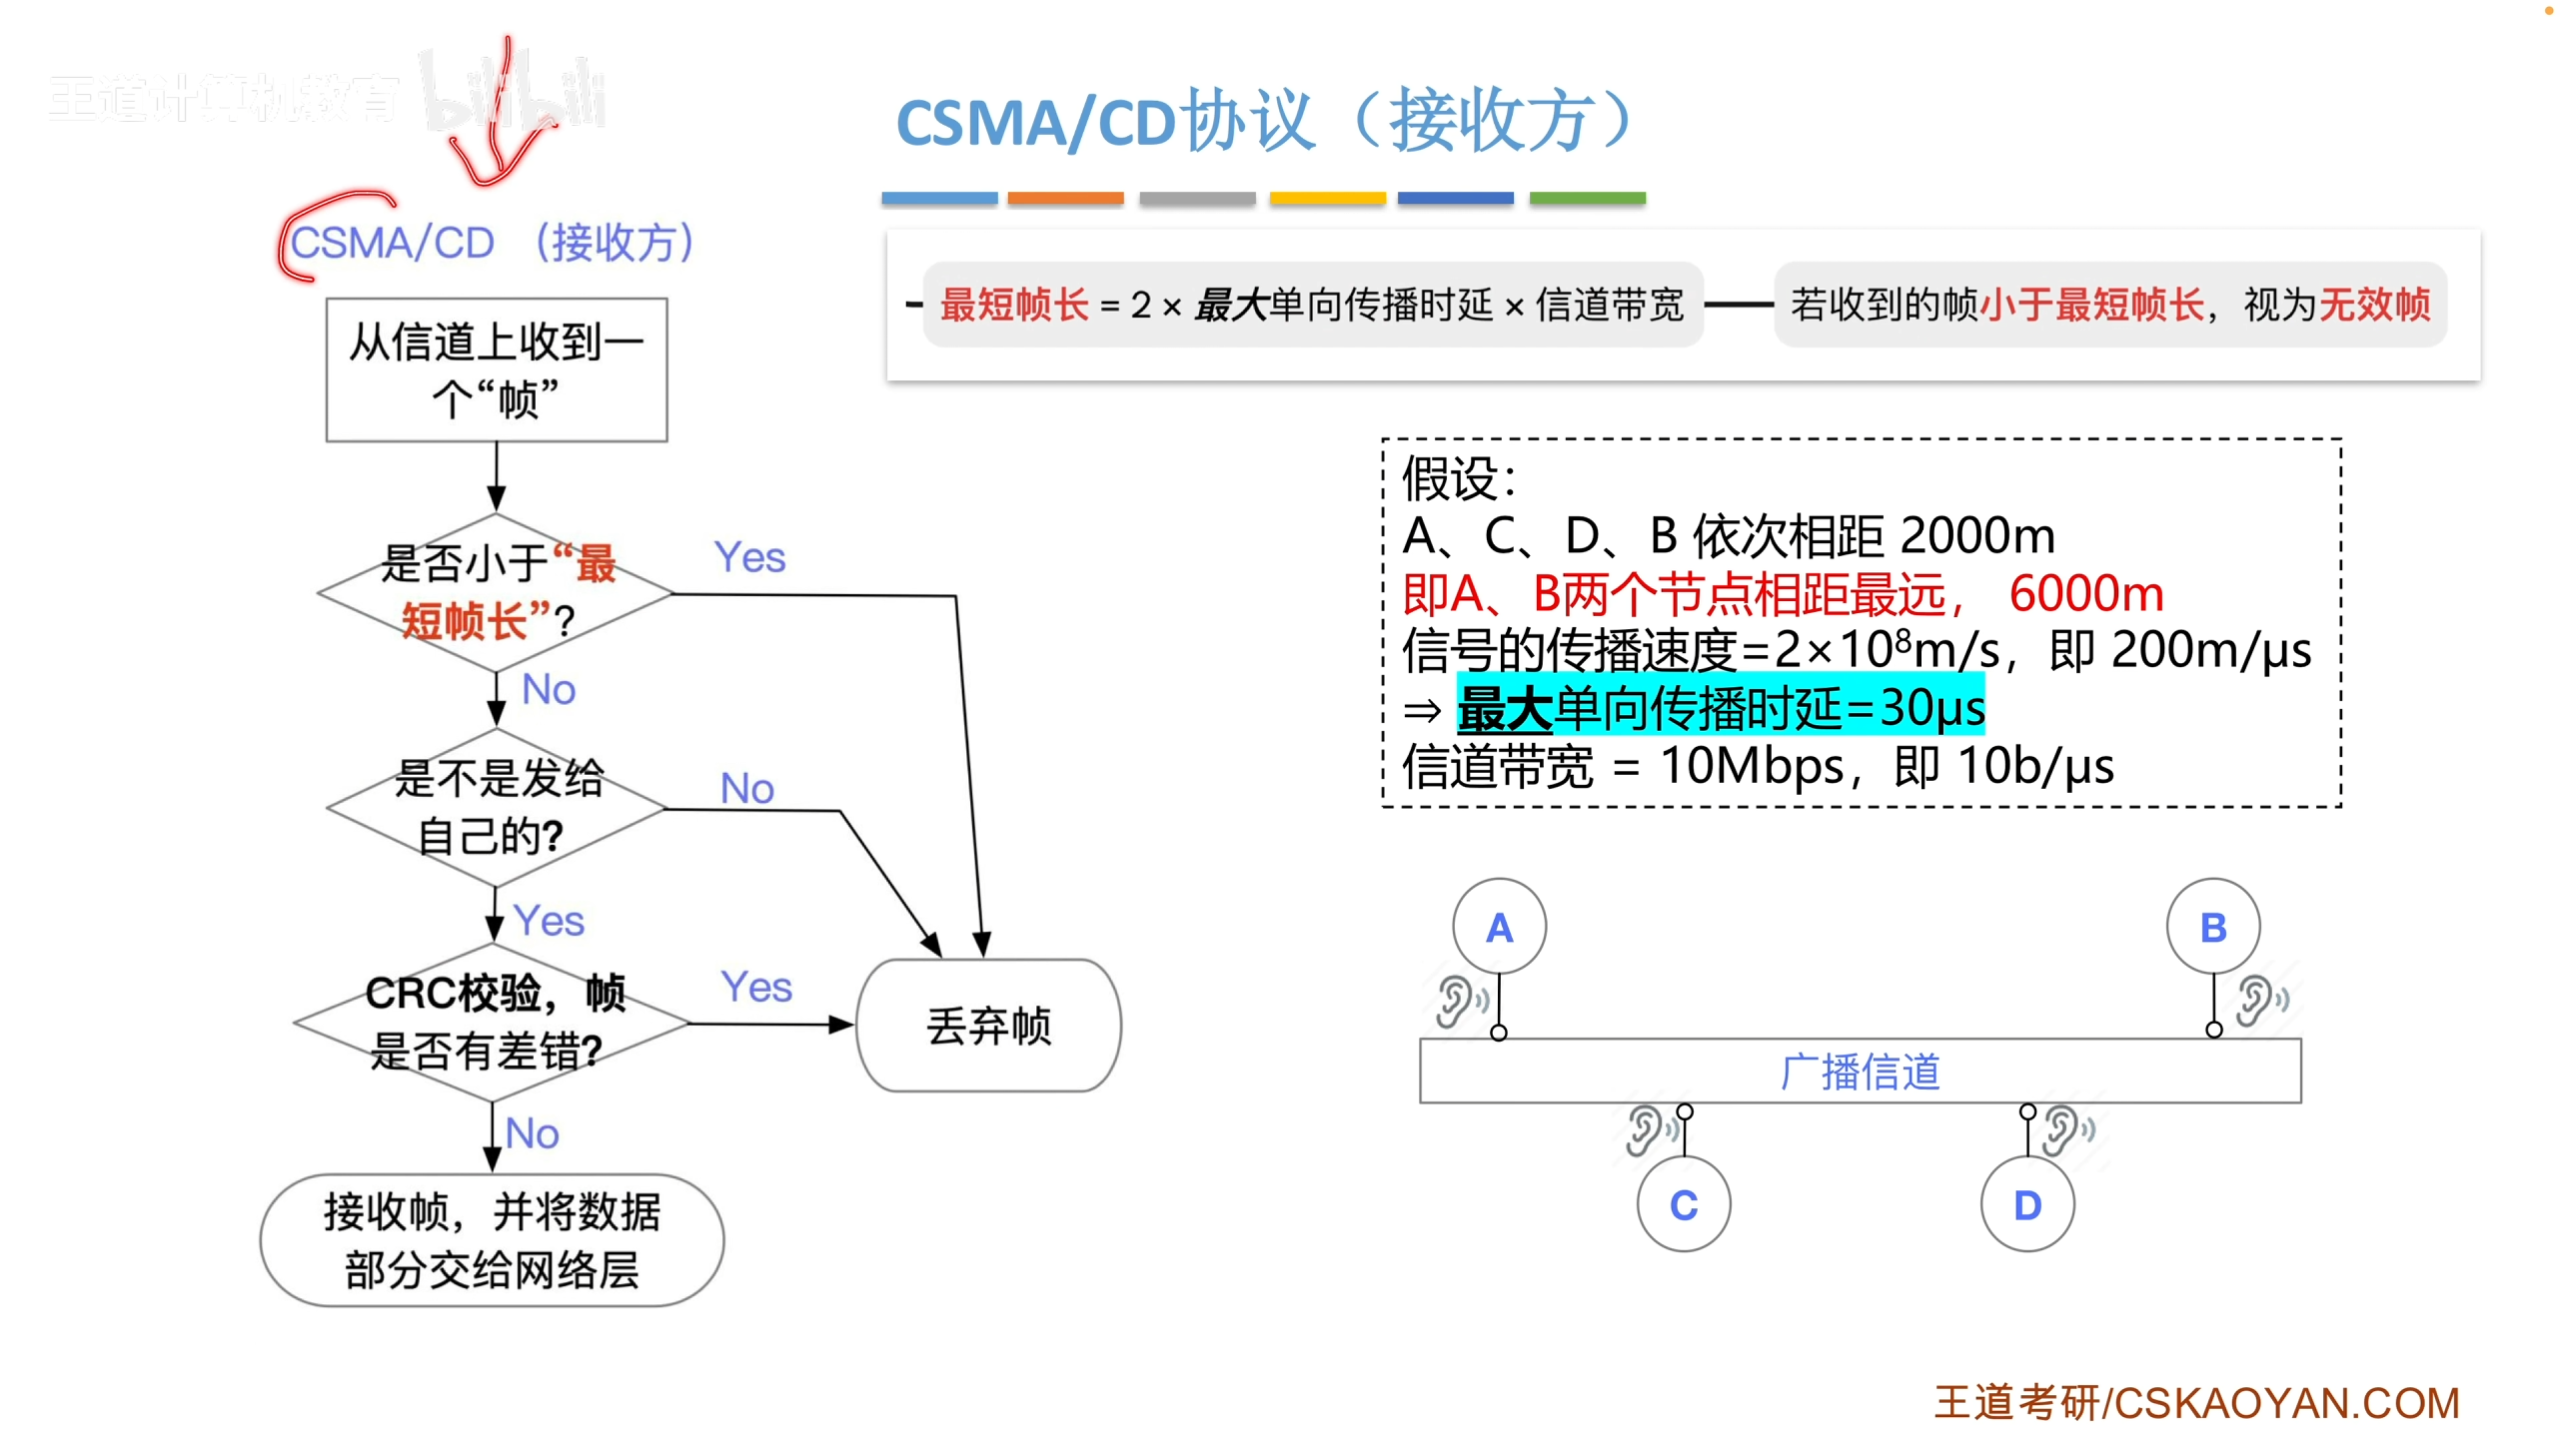 王道计算机教育 bilibili
CSMA/CD协议（接收方）
CSMA/CD （接收方）
从信道上收到一
个“帧”
是否小于“最
短帧长”?
Yes
No
是不是发给
自己的?
No
Yes
CRC校验，帧
是否有差错?
Yes
No
丢弃帧
接收帧，并将数据
部分交给网络层
最短帧长 = 2 × 最大单向传播时延 × 信道带宽
若收到的帧小于最短帧长，视为无效帧
假设：
A、C、D、B 依次相距 2000m
即A、B两个节点相距最远， 6000m
信号的传播速度=2×10⁸m/s，即 200m/μs
⇒ 最大单向传播时延=30μs
信道带宽 = 10Mbps，即 10b/μs
A
B
广播信道
C
D
王道考研/CSKAOYAN.COM